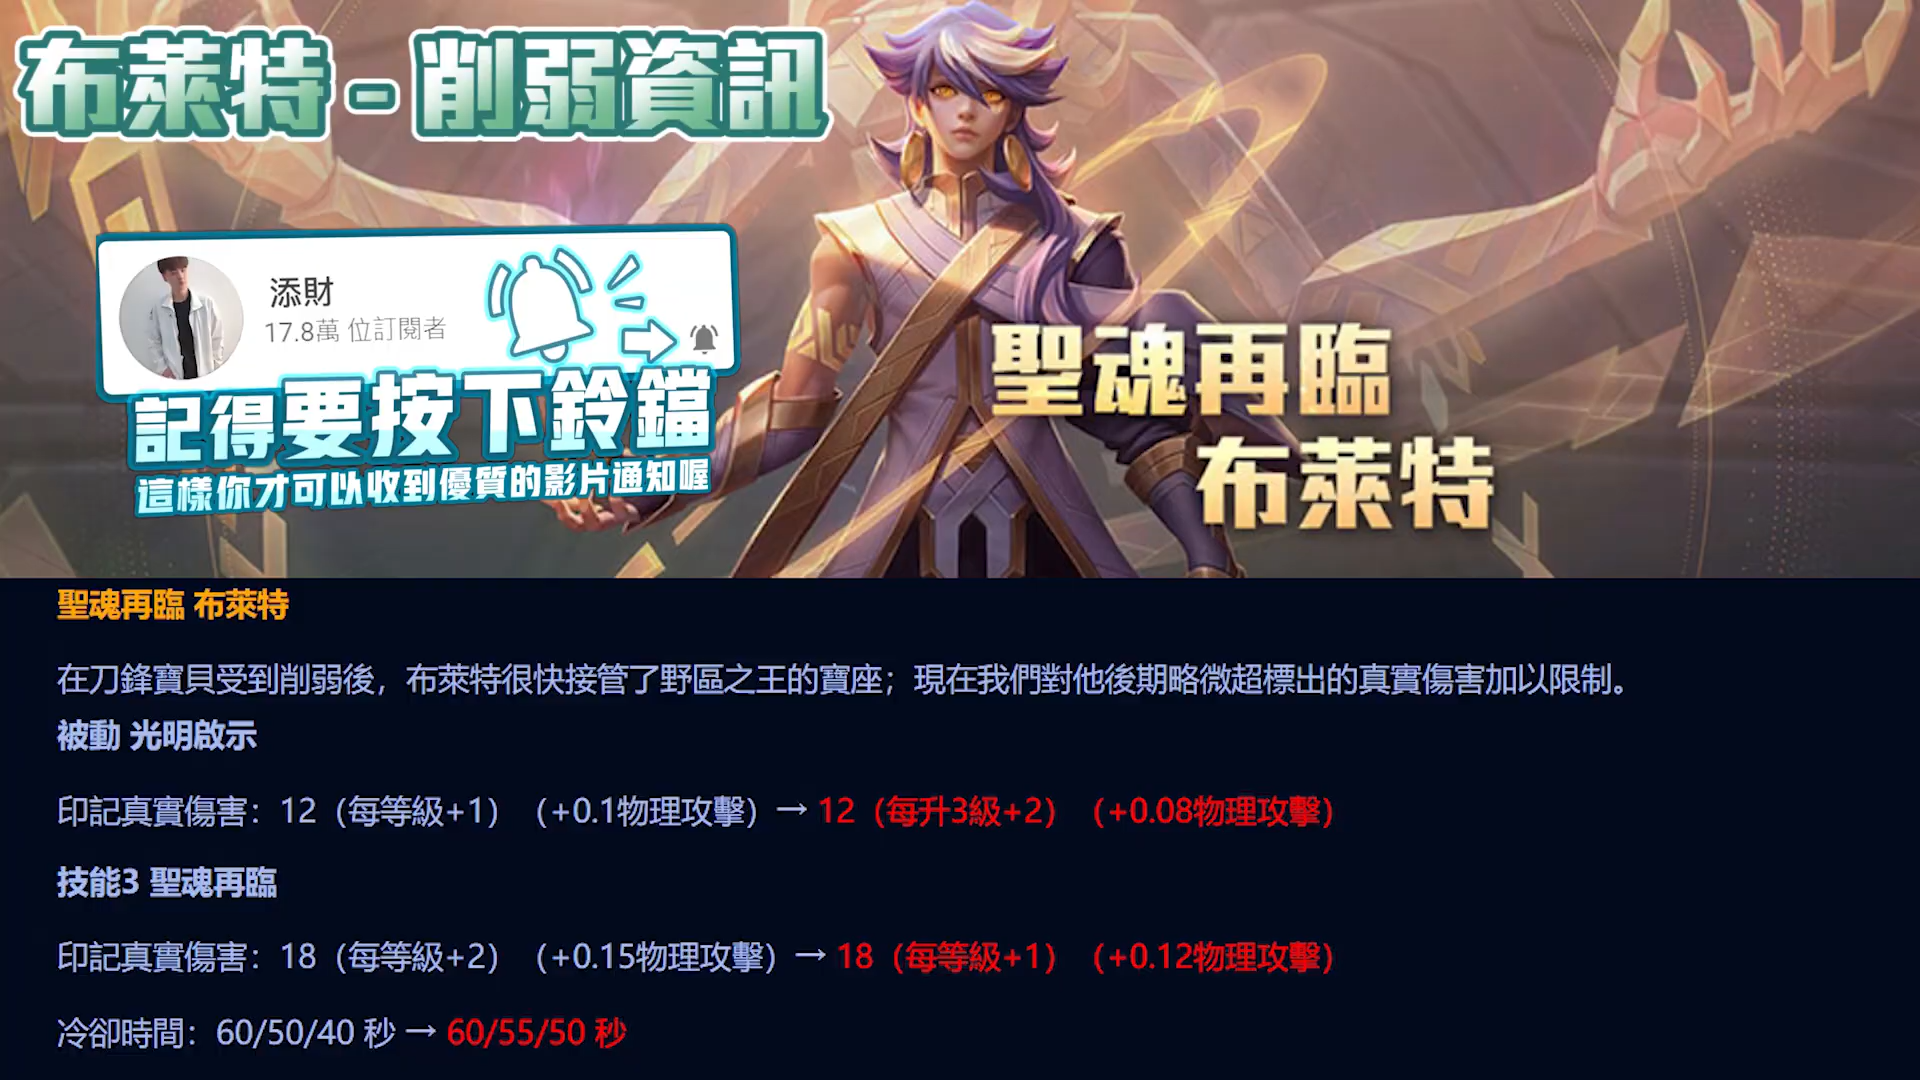 布萊特-削弱資訊
添財
17.8萬 位訂閱者
記得要按下鈴鐺
這樣你才可以收到優質的影片通知喔
聖魂再臨
布萊特
聖魂再臨 布萊特
在刀鋒寶貝受到削弱後，布萊特很快接管了野區之王的寶座；現在我們對他後期略微超標出的真實傷害加以限制。
被動 光明啟示
印記真實傷害：12（每等級+1）（+0.1物理攻擊）→ 12（每升3級+2）（+0.08物理攻擊）
技能3 聖魂再臨
印記真實傷害：18（每等級+2）（+0.15物理攻擊）→ 18（每等級+1）（+0.12物理攻擊）
冷卻時間：60/50/40 秒 → 60/55/50 秒